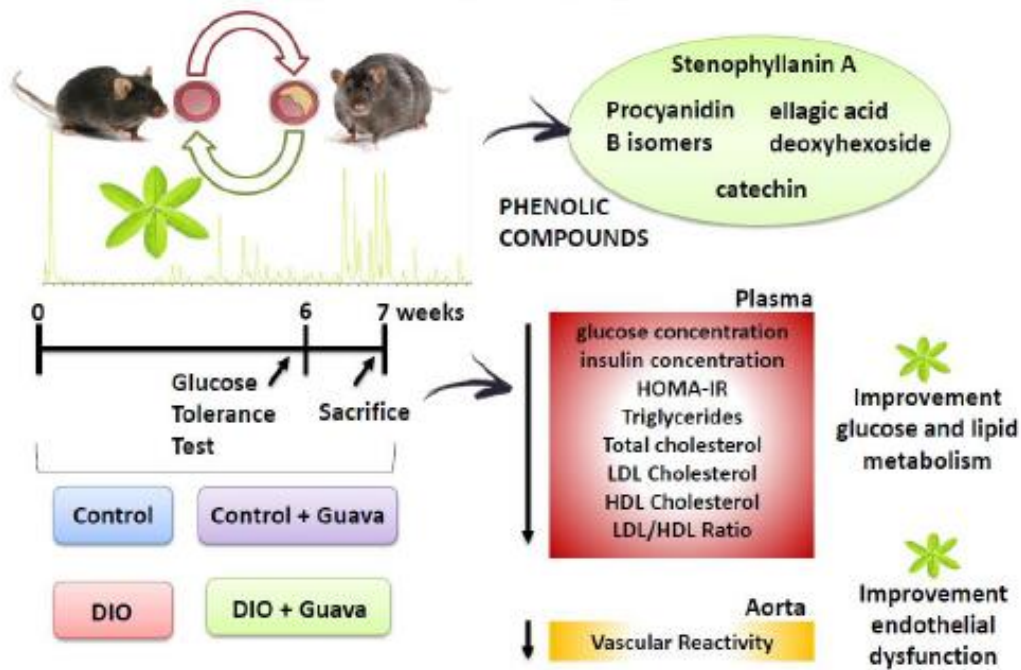 Stenophyllanin A
Procyanidin
B isomers
ellagic acid
deoxyhexoside
catechin
PHENOLIC
COMPOUNDS
0
6
7 weeks
Glucose
Tolerance
Test
Sacrifice
Control
Control + Guava
DIO
DIO + Guava
Plasma
glucose concentration
insulin concentration
HOMA-IR
Triglycerides
Total cholesterol
LDL Cholesterol
HDL Cholesterol
LDL/HDL Ratio
Improvement
glucose and lipid
metabolism
Aorta
Vascular Reactivity
Improvement
endothelial
dysfunction